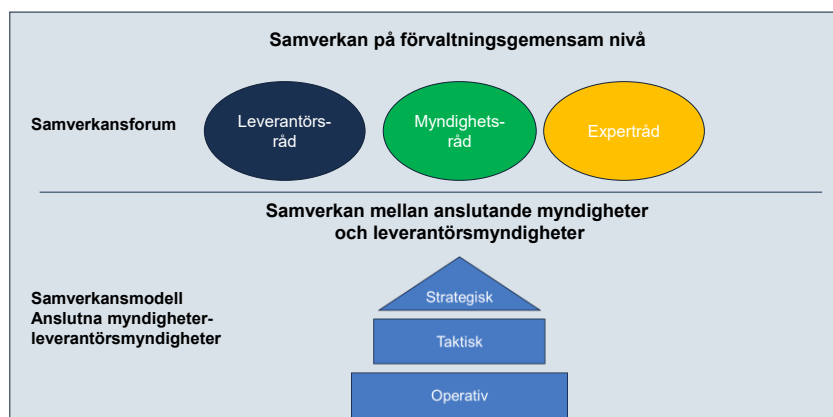 Samverkan på förvaltningsgemensam nivå
Samverkansforum
Leverantörs-
råd
Myndighets-
råd
Expertråd
Samverkan mellan anslutande myndigheter
och leverantörsmyndigheter
Samverkansmodell
Anslutna myndigheter-
leverantörsmyndigheter
Strategisk
Taktisk
Operativ